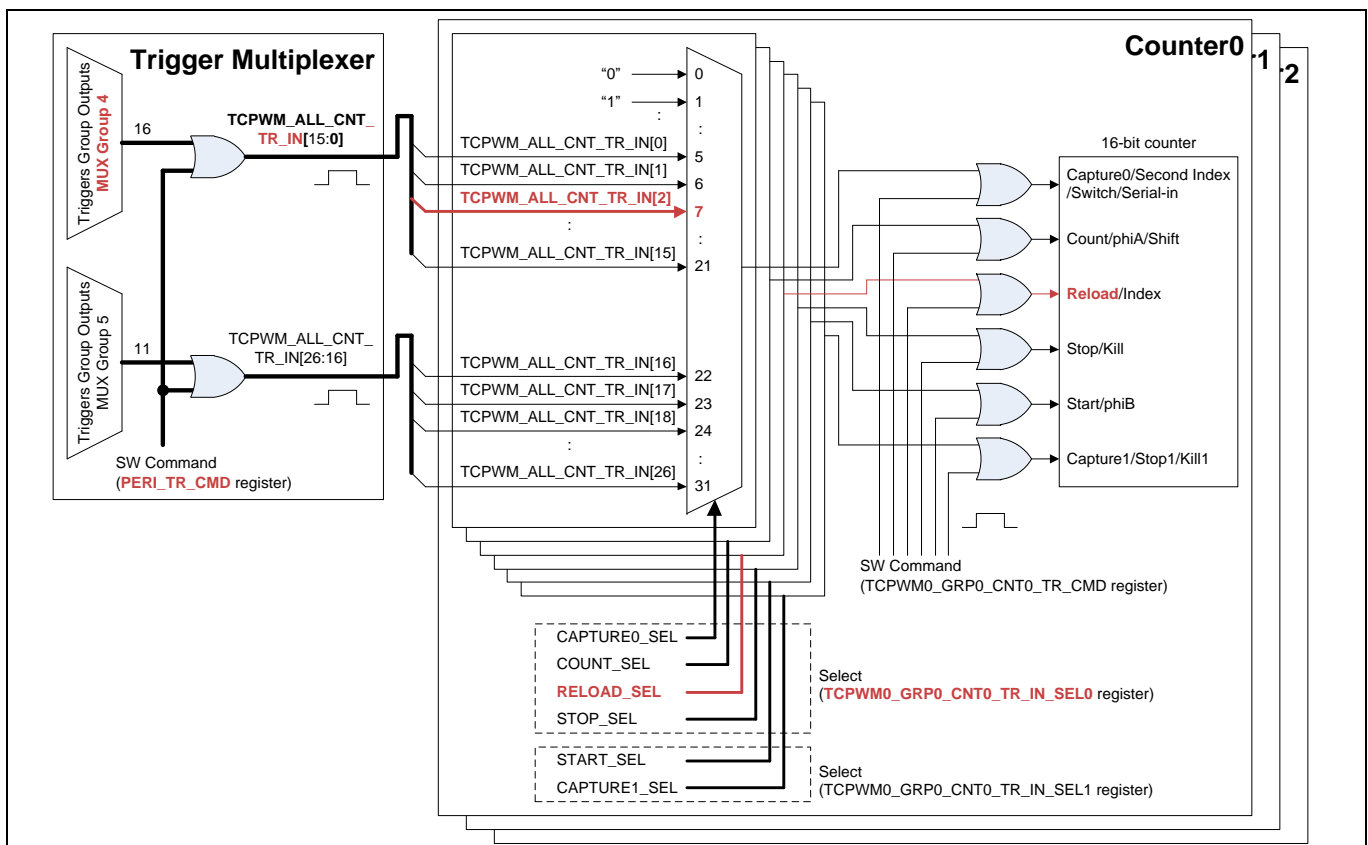 Trigger Multiplexer
Triggers Group Outputs
MUX Group 4
16
TCPWM_ALL_CNT_
TR_IN[15:0]
Triggers Group Outputs
MUX Group 5
11
TCPWM_ALL_CNT_
TR_IN[26:16]
SW Command
(PERI_TR_CMD register)
Counter0
1
2
"0"
0
"1"
1
:
:
TCPWM_ALL_CNT_TR_IN[0]
5
TCPWM_ALL_CNT_TR_IN[1]
6
TCPWM_ALL_CNT_TR_IN[2]
7
:
:
TCPWM_ALL_CNT_TR_IN[15]
21
TCPWM_ALL_CNT_TR_IN[16]
22
TCPWM_ALL_CNT_TR_IN[17]
23
TCPWM_ALL_CNT_TR_IN[18]
24
:
:
TCPWM_ALL_CNT_TR_IN[26]
31
16-bit counter
Capture0/Second Index
/Switch/Serial-in
Count/phiA/Shift
Reload/Index
Stop/Kill
Start/phiB
Capture1/Stop1/Kill1
SW Command
(TCPWM0_GRP0_CNT0_TR_CMD register)
CAPTURE0_SEL
COUNT_SEL
RELOAD_SEL
STOP_SEL
Select
(TCPWM0_GRP0_CNT0_TR_IN_SEL0 register)
START_SEL
CAPTURE1_SEL
Select
(TCPWM0_GRP0_CNT0_TR_IN_SEL1 register)